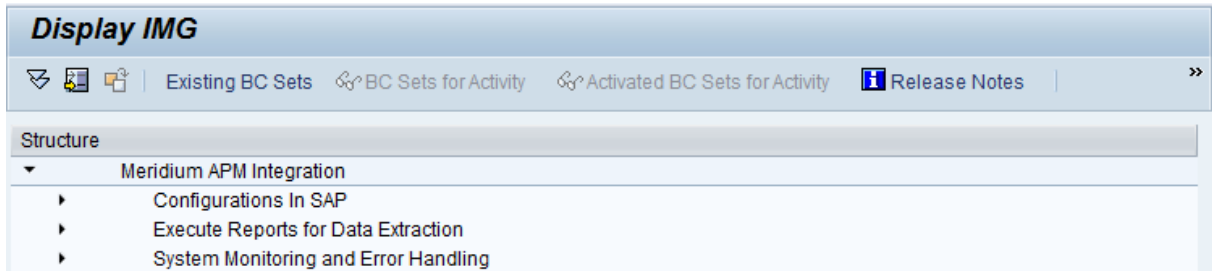 Display IMG
Existing BC Sets BC Sets for Activity Activated BC Sets for Activity Release Notes »
Structure
Meridium APM Integration
Configurations In SAP
Execute Reports for Data Extraction
System Monitoring and Error Handling